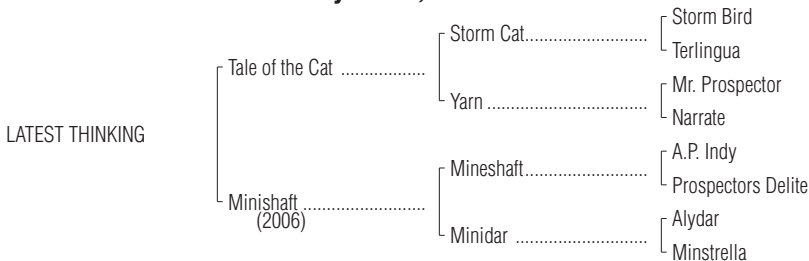 Storm Bird
Storm Cat..........................
Terlingua
Tale of the Cat ..................
Mr. Prospector
Yarn ..................................
Narrate
LATEST THINKING
A.P. Indy
Mineshaft..........................
Prospectors Delite
Minishaft ..........................
(2006)
Alydar
Minidar ............................
Minstrella